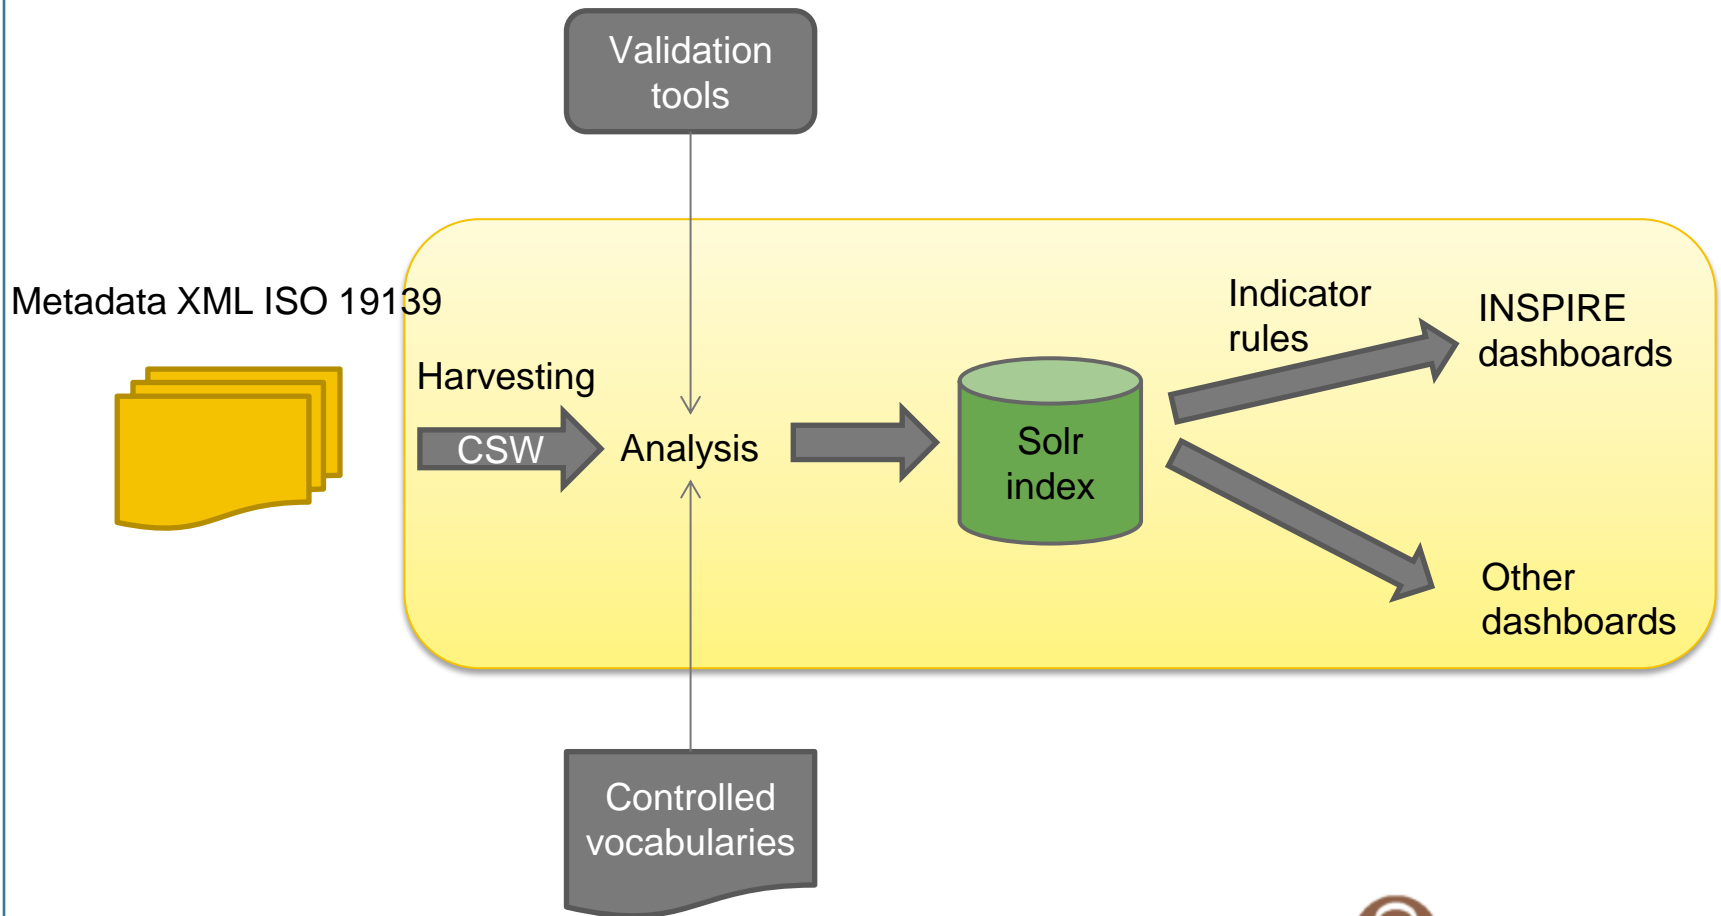 Validation
tools
Metadata XML ISO 19139
Harvesting
CSW
Analysis
Solr
index
Indicator
rules
INSPIRE
dashboards
Other
dashboards
Controlled
vocabularies